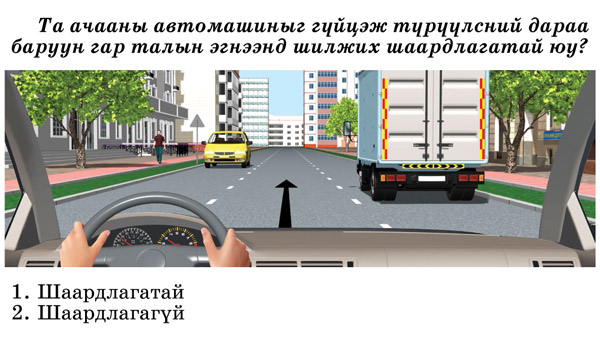 Та ачааны автомашиныг гүйцэж түрүүлсний дараа
баруун гар талын эгнээнд шилжих шаардлагатай юу?
1. Шаардлагатай
2. Шаардлагагүй